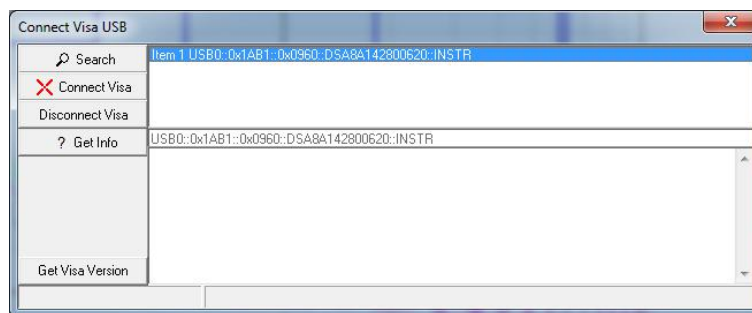 Connect Visa USB
Search
Item 1 USB0::0x1AB1::0x0960::DSA8A142800620::INSTR
Connect Visa
Disconnect Visa
? Get Info
USB0::0x1AB1::0x0960::DSA8A142800620::INSTR
Get Visa Version